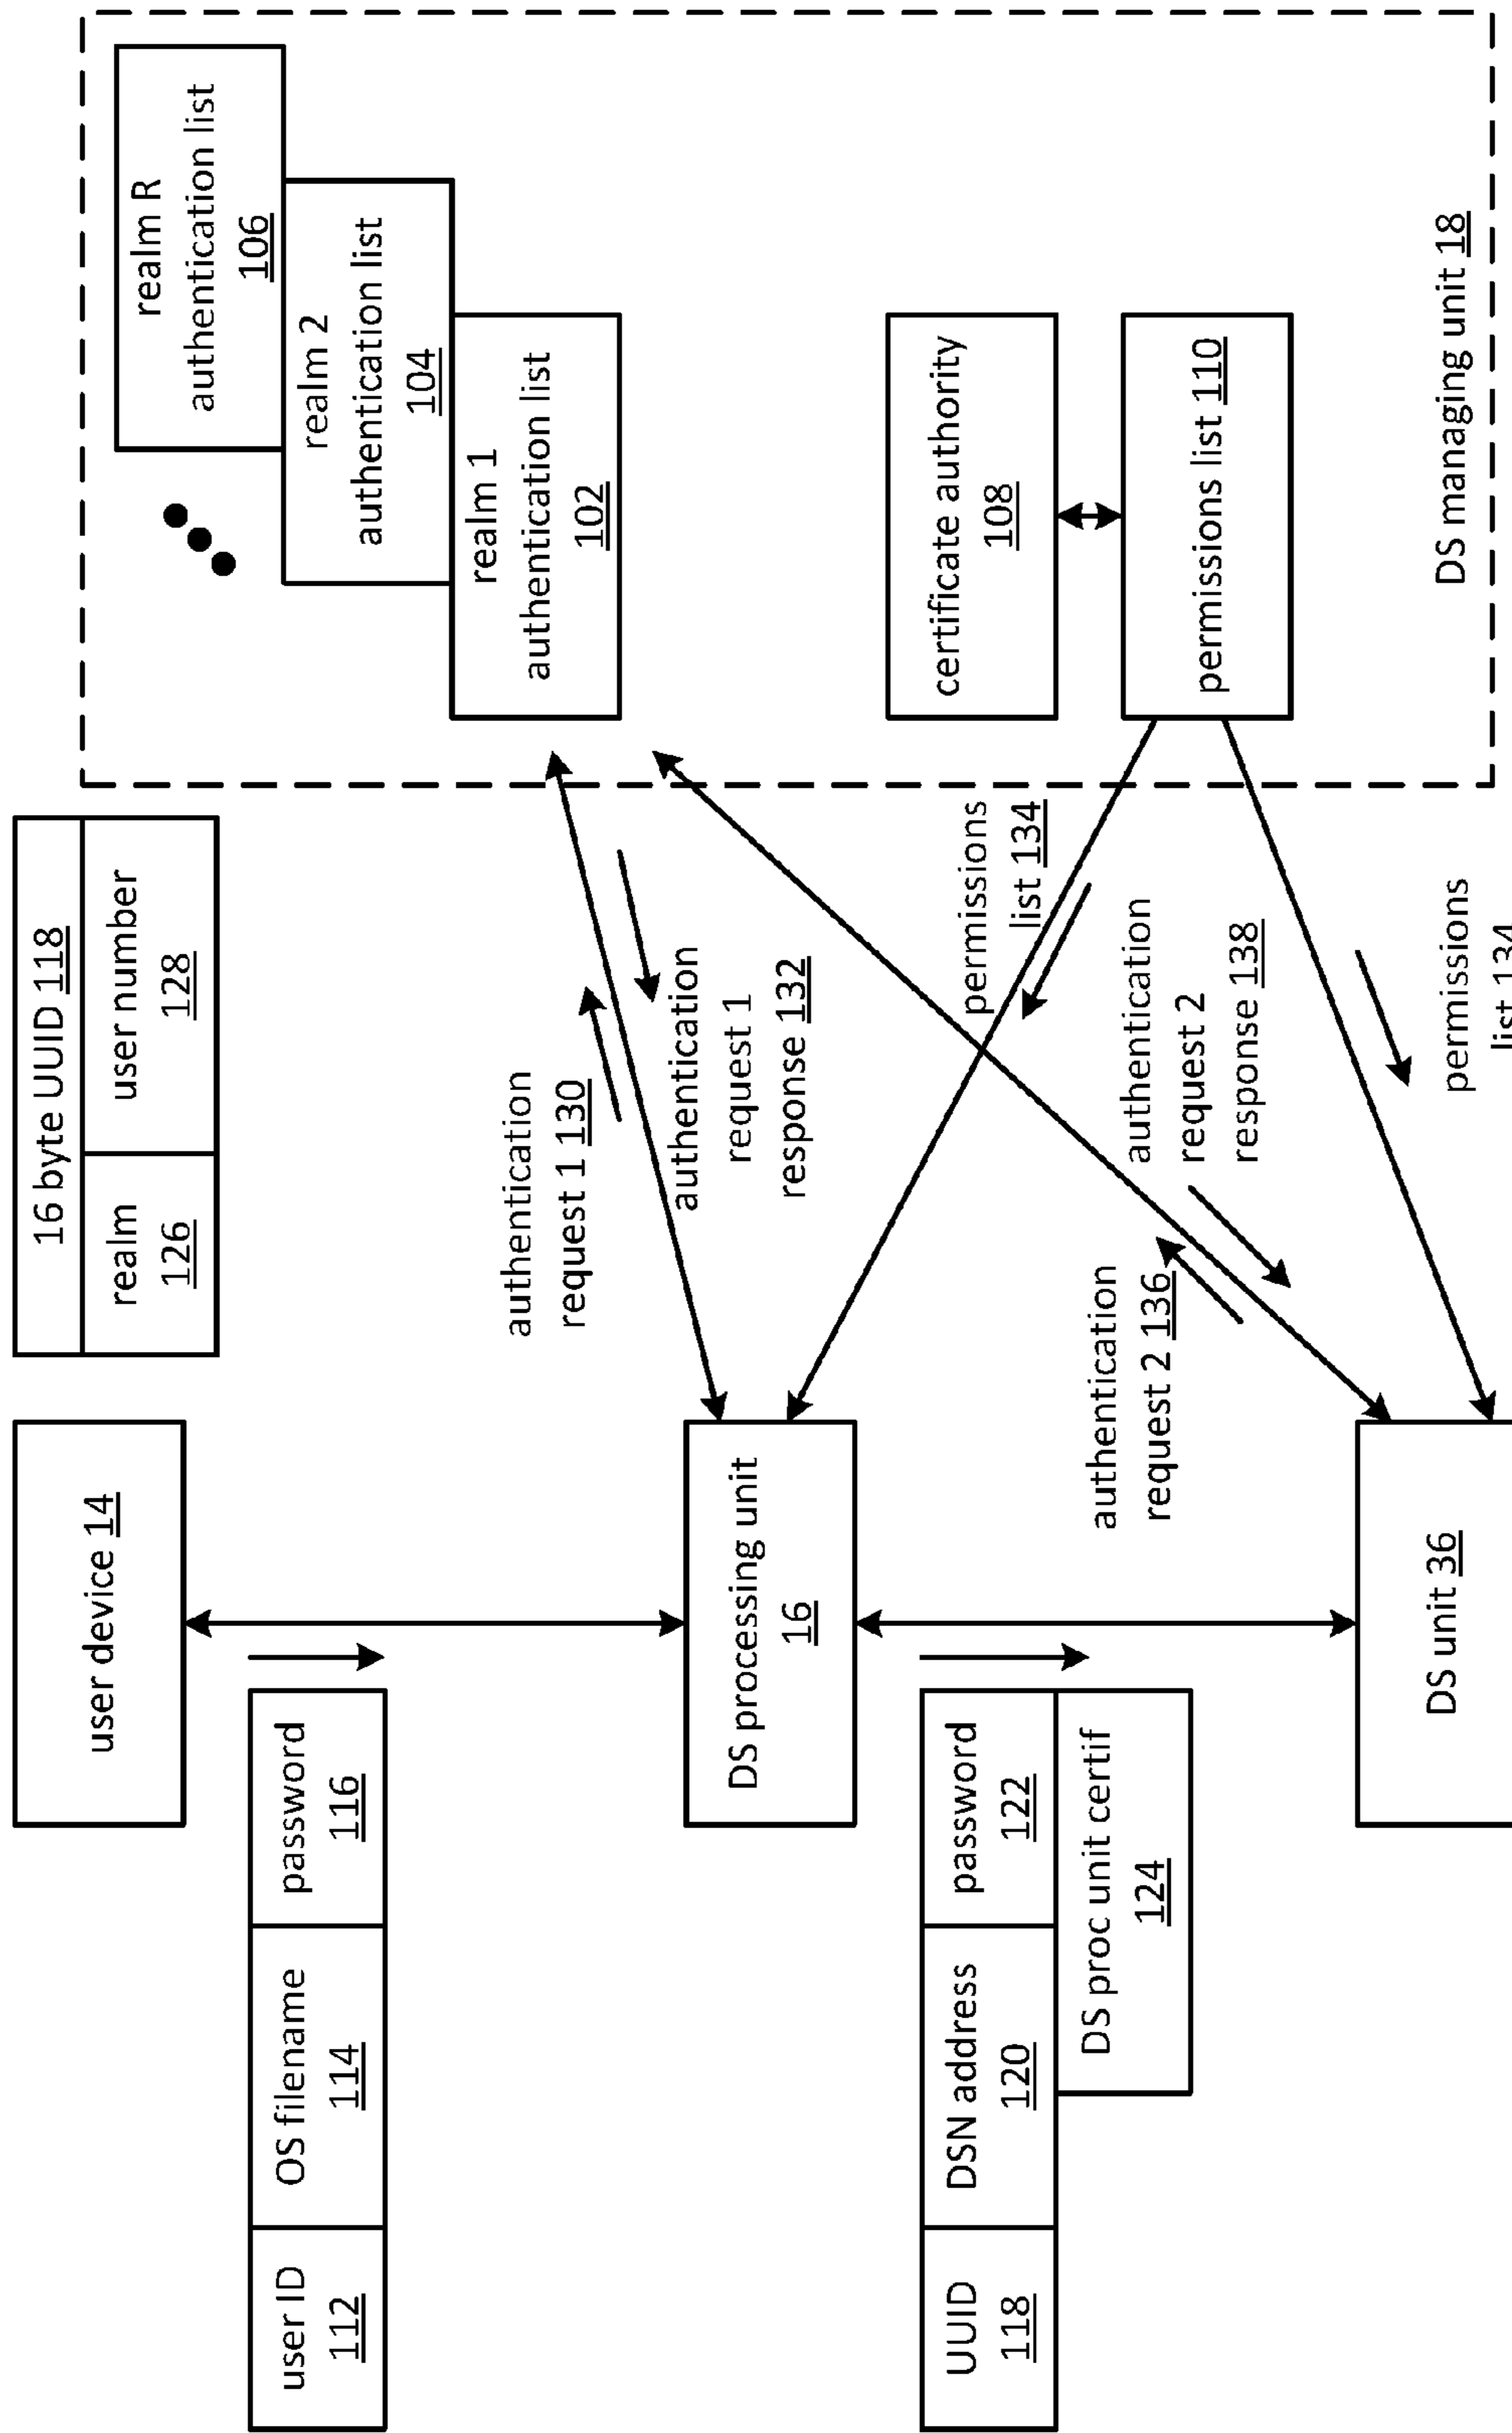 user device 14
16 byte UUID 118
realm
126
user number
128
realm R
authentication list
106
realm 2
authentication list
104
realm 1
authentication list
102
user ID
112
OS filename
114
password
116
authentication
request 1 130
authentication
request 1
response 132
DS processing unit
16
certificate authority
108
permissions list 110
permissions
list 134
UUID
118
DSN address
120
password
122
DS proc unit certif
124
authentication
request 2 136
authentication
request 2
response 138
DS unit 36
permissions
list 134
DS managing unit 18